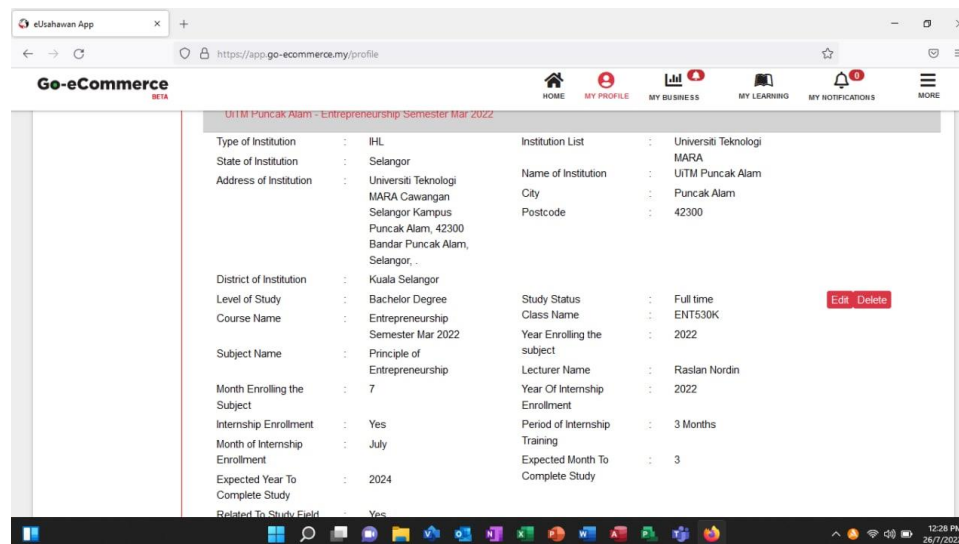 eUsahawan App
https://app.go-ecommerce.my/profile
Go-eCommerce
BETA
HOME
MY PROFILE
MY BUSINESS
MY LEARNING
0
MY NOTIFICATIONS
MORE
UiTM Puncak Alam - Entrepreneurship Semester Mar 2022
Type of Institution : IHL
Institution List : Universiti Teknologi
MARA
State of Institution : Selangor
Name of Institution : UiTM Puncak Alam
Address of Institution : Universiti Teknologi
MARA Cawangan
Selangor Kampus
Puncak Alam, 42300
Bandar Puncak Alam,
Selangor, .
City : Puncak Alam
Postcode : 42300
District of Institution : Kuala Selangor
Level of Study : Bachelor Degree
Study Status : Full time
Edit Delete
Course Name : Entrepreneurship
Semester Mar 2022
Class Name : ENT530K
Year Enrolling the
subject : 2022
Subject Name : Principle of
Entrepreneurship
Lecturer Name : Raslan Nordin
Month Enrolling the
Subject : 7
Year Of Internship
Enrollment : 2022
Internship Enrollment : Yes
Period of Internship
Training : 3 Months
Month of Internship
Enrollment : July
Expected Month To
Complete Study : 3
Expected Year To
Complete Study : 2024
Related To Study Field : Yes
12:28 PM